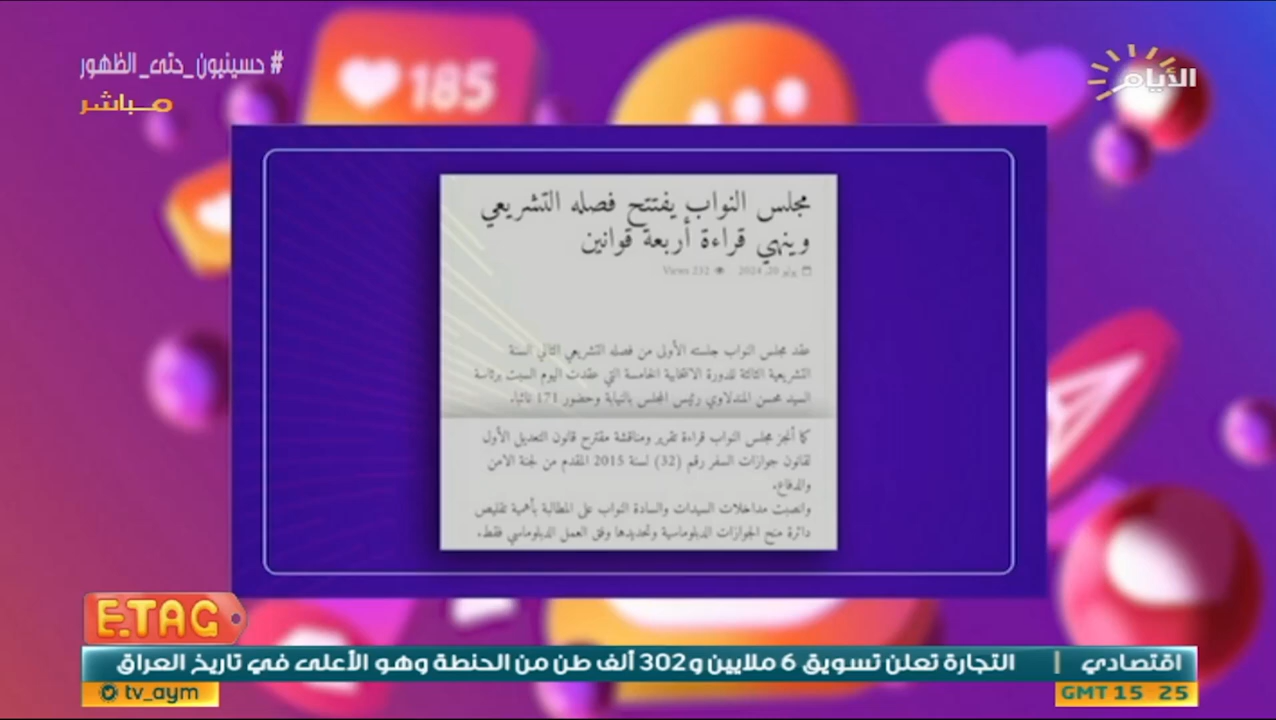 # حسينيون_حتى_الظهور
مباشر
الأيام
185
مجلس النواب يفتتح فصله التشريعي
وينهي قراءة أربعة قوانين
يوليو 20، 2024 232 Views
عقد مجلس النواب جلسته الأولى من فصله التشريعي الثاني لسنة
التشريعية الثالثة للدورة الانتخابية الخامسة التي عقدت اليوم السبت برئاسة
السيد محسن المندلاوي رئيس المجلس بالنيابة وحضور 171 نائبا.
كما أنجز مجلس النواب قراءة تقرير ومناقشة مقترح قانون التعديل الأول
لقانون جوازات السفر رقم (32) لسنة 2015 المقدم من لجنة الامن
والدفاع.
وانصبت مداخلات السيدات والسادة النواب على المطالبة بأهمية تقليص
دائرة منح الجوازات الدبلوماسية وتحديدها وفق العمل الدبلوماسي فقط.
E.TAG
اقتصادي | التجارة تعلن تسويق 6 ملايين و302 ألف طن من الحنطة وهو الأعلى في تاريخ العراق
tv_aym
GMT 15 25